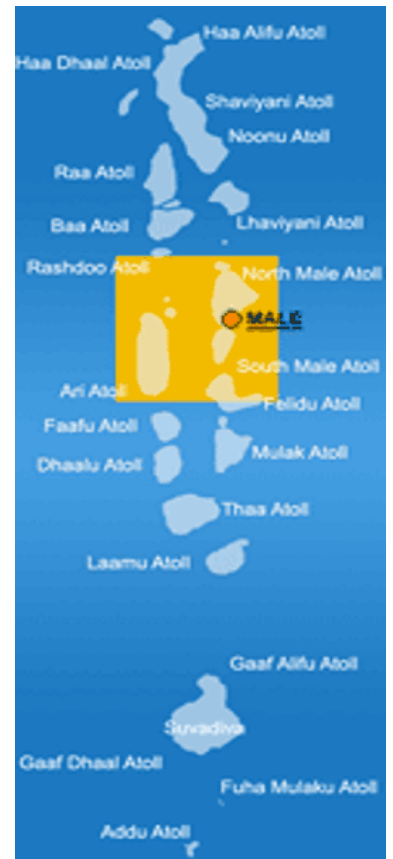 Haa Alifu Atoll
Haa Dhaal Atoll
Shaviyani Atoll
Noonu Atoll
Raa Atoll
Baa Atoll
Lhaviyani Atoll
Rashdoo Atoll
North Male Atoll
MALE
South Male Atoll
Ari Atoll
Felidu Atoll
Faafu Atoll
Mulak Atoll
Dhaalu Atoll
Thaa Atoll
Laamu Atoll
Gaaf Alifu Atoll
Suvadiva
Gaaf Dhaal Atoll
Fuha Mulaku Atoll
Addu Atoll